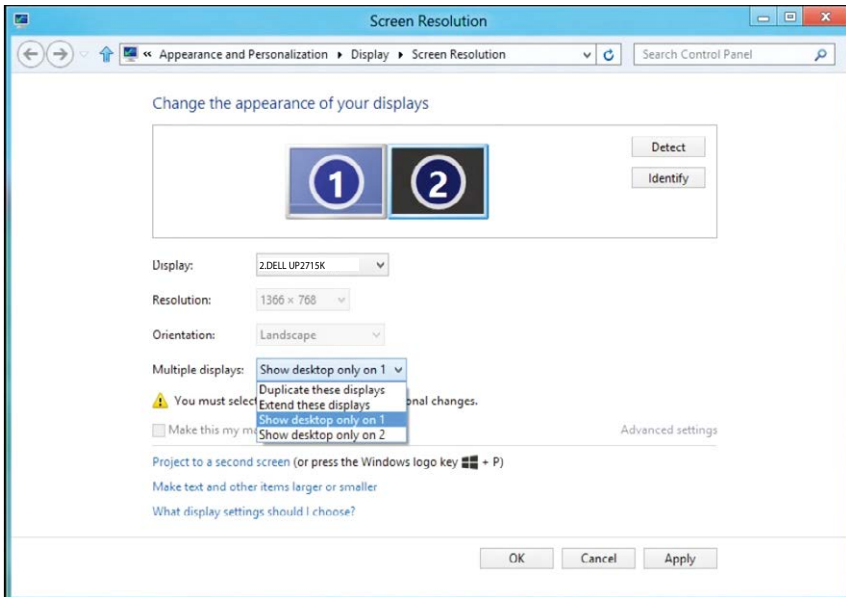 Screen Resolution
« Appearance and Personalization ▸ Display ▸ Screen Resolution
Search Control Panel
Change the appearance of your displays
1
2
Detect
Identify
Display: 2.DELL UP2715K
Resolution: 1366 × 768
Orientation: Landscape
Multiple displays: Show desktop only on 1
Duplicate these displays
You must selec
Extend these displays
onal changes.
Show desktop only on 1
Make this my m
Show desktop only on 2
Advanced settings
Project to a second screen (or press the Windows logo key + P)
Make text and other items larger or smaller
What display settings should I choose?
OK Cancel Apply